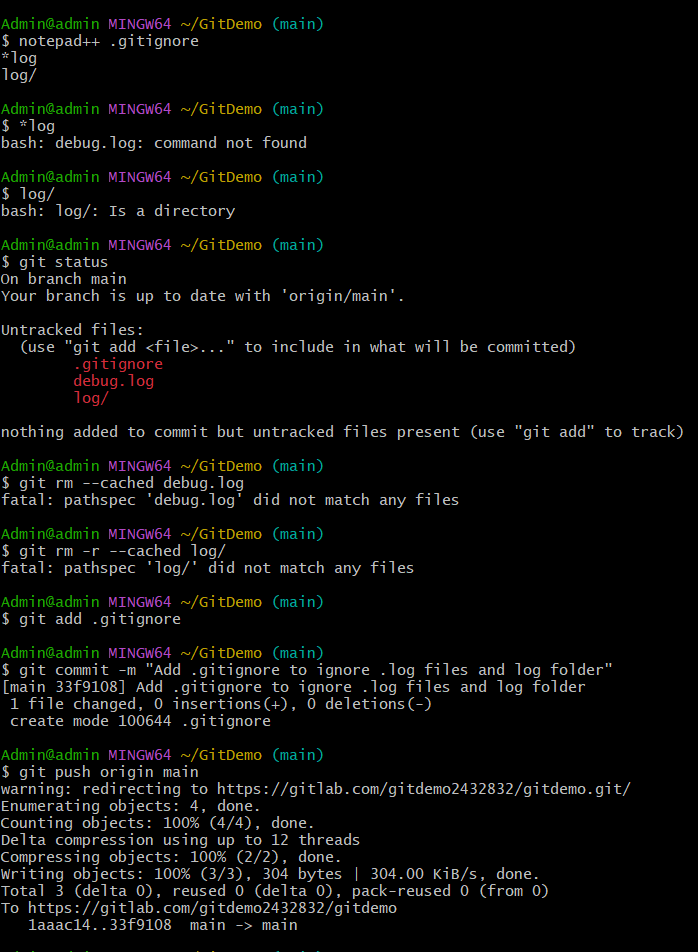 Admin@admin MINGW64 ~/GitDemo (main)
$ notepad++ .gitignore
*log
log/
Admin@admin MINGW64 ~/GitDemo (main)
$ *log
bash: debug.log: command not found
Admin@admin MINGW64 ~/GitDemo (main)
$ log/
bash: log/: Is a directory
Admin@admin MINGW64 ~/GitDemo (main)
$ git status
On branch main
Your branch is up to date with 'origin/main'.
Untracked files:
  (use "git add <file>..." to include in what will be committed)
        .gitignore
        debug.log
        log/
nothing added to commit but untracked files present (use "git add" to track)
Admin@admin MINGW64 ~/GitDemo (main)
$ git rm --cached debug.log
fatal: pathspec 'debug.log' did not match any files
Admin@admin MINGW64 ~/GitDemo (main)
$ git rm -r --cached log/
fatal: pathspec 'log/' did not match any files
Admin@admin MINGW64 ~/GitDemo (main)
$ git add .gitignore
Admin@admin MINGW64 ~/GitDemo (main)
$ git commit -m "Add .gitignore to ignore .log files and log folder"
[main 33f9108] Add .gitignore to ignore .log files and log folder
 1 file changed, 0 insertions(+), 0 deletions(-)
 create mode 100644 .gitignore
Admin@admin MINGW64 ~/GitDemo (main)
$ git push origin main
warning: redirecting to https://gitlab.com/gitdemo2432832/gitdemo.git/
Enumerating objects: 4, done.
Counting objects: 100% (4/4), done.
Delta compression using up to 12 threads
Compressing objects: 100% (2/2), done.
Writing objects: 100% (3/3), 304 bytes | 304.00 KiB/s, done.
Total 3 (delta 0), reused 0 (delta 0), pack-reused 0 (from 0)
To https://gitlab.com/gitdemo2432832/gitdemo
   1aaac14..33f9108  main -> main